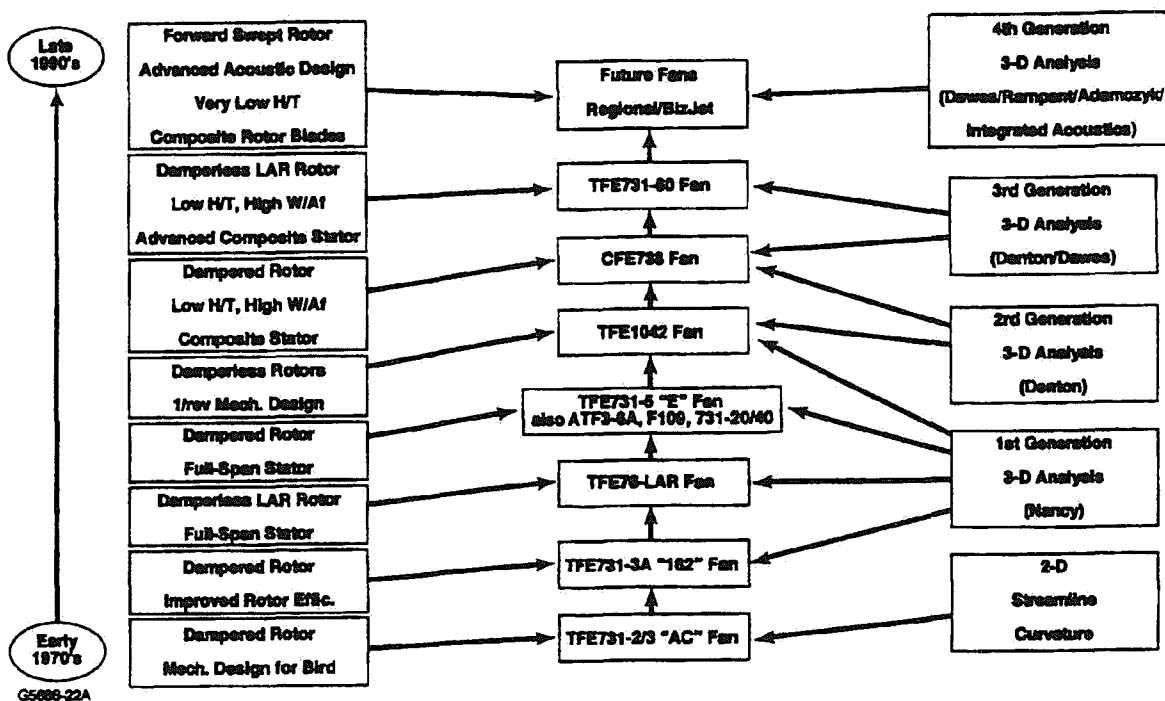 Late
1990's
Early
1970's
G5686-22A
Forward Swept Rotor
Advanced Acoustic Design
Very Low H/T
Composite Rotor Blades
Damperless LAR Rotor
Low H/T, High W/Af
Advanced Composite Stator
Dampered Rotor
Low H/T, High W/Af
Composite Stator
Damperless Rotors
1/rev Mech. Design
Dampered Rotor
Full-Span Stator
Damperless LAR Rotor
Full-Span Stator
Dampered Rotor
Improved Rotor Effic.
Dampered Rotor
Mech. Design for Bird
Future Fans
Regional/BizJet
TFE731-60 Fan
CFE738 Fan
TFE1042 Fan
TFE731-5 "E" Fan
also ATF3-6A, F109, 731-20/40
TFE76-LAR Fan
TFE731-3A "162" Fan
TFE731-2/3 "AC" Fan
4th Generation
3-D Analysis
(Dawes/Rampant/Adamozyk/
Integrated Acoustics)
3rd Generation
3-D Analysis
(Denton/Dawes)
2nd Generation
3-D Analysis
(Denton)
1st Generation
3-D Analysis
(Nancy)
2-D
Streamline
Curvature